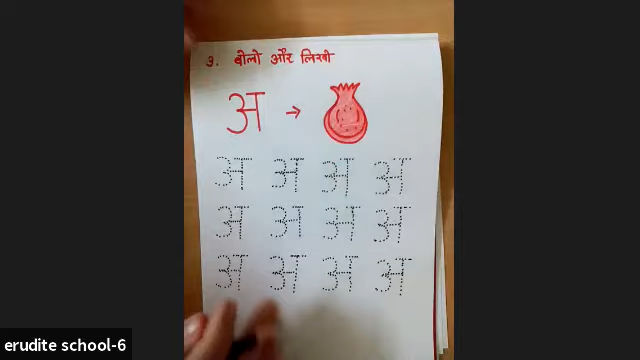 ३. बोलो और लिखो
अ →
अ अ अ अ
अ अ अ अ
अ अ अ अ
erudite school-6